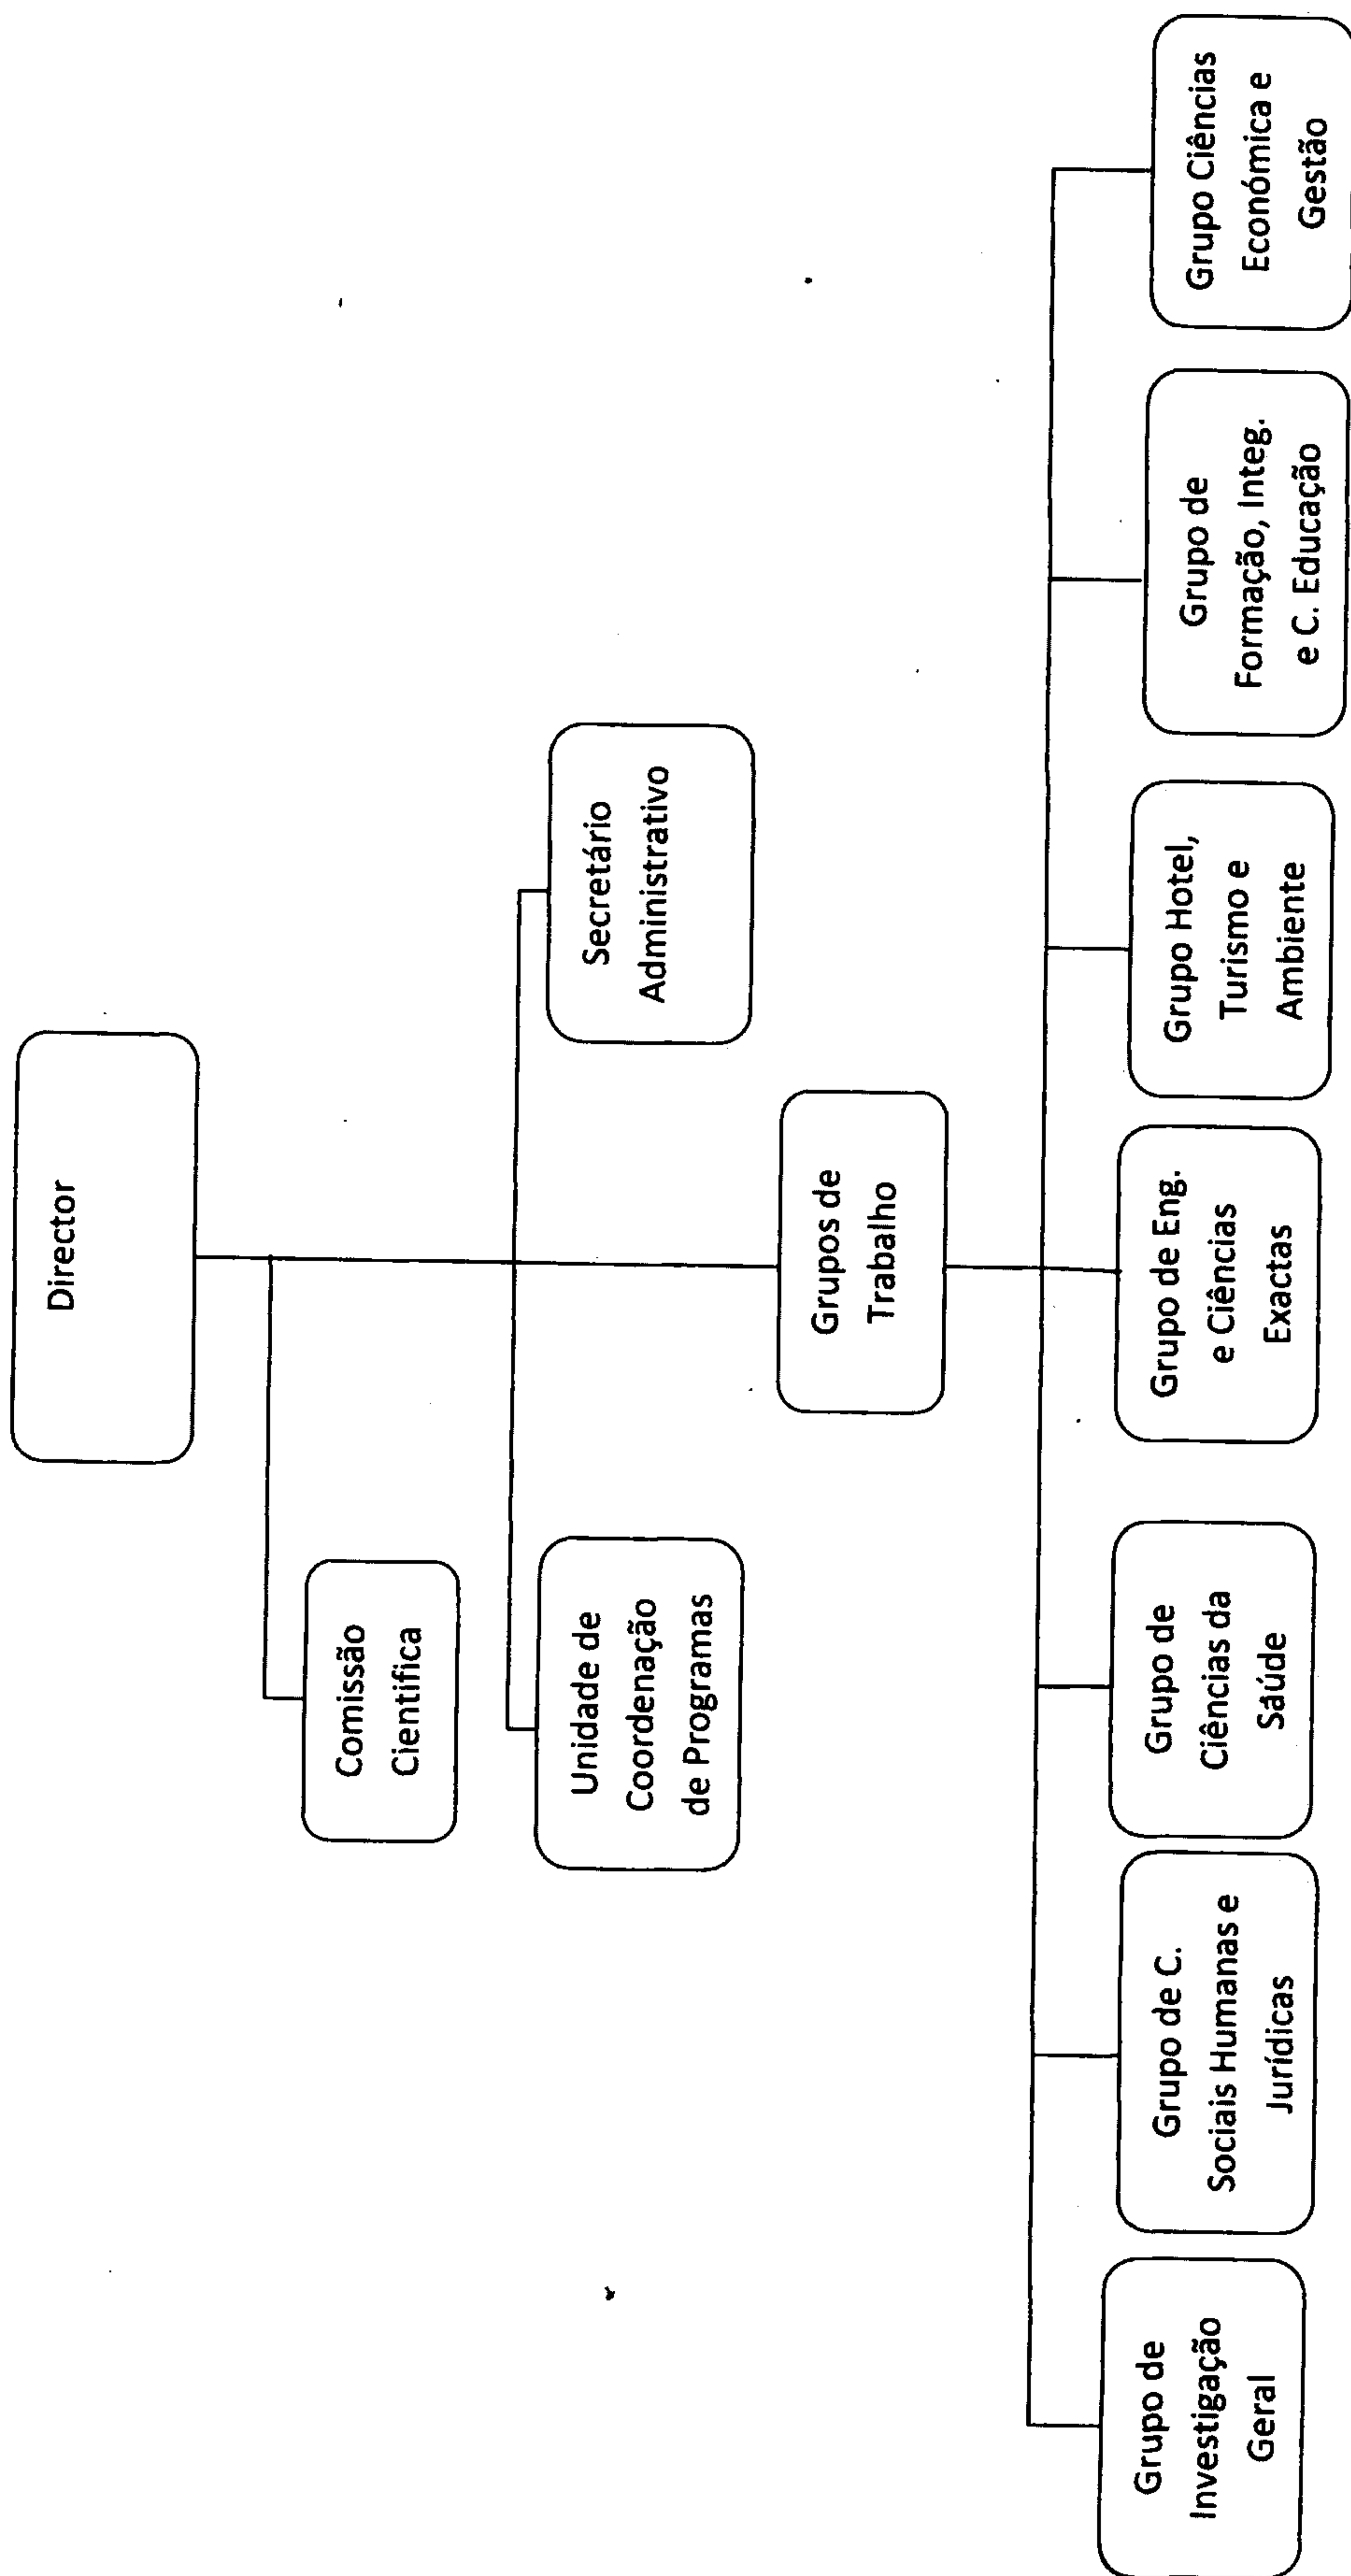 Director
Comissão
Cientifica
Unidade de
Coordenação
de Programas
Secretário
Administrativo
Grupos de
Trabalho
Grupo de
Investigação
Geral
Grupo de C.
Sociais Humanas e
Jurídicas
Grupo de
Ciências da
Saúde
Grupo de Eng.
e Ciências
Exactas
Grupo Hotel,
Turismo e
Ambiente
Grupo de
Formação, Integ.
e C. Educação
Grupo Ciências
Económica e
Gestão